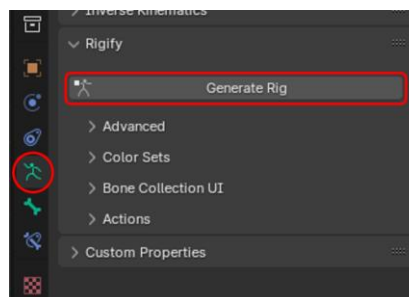 Inverse Kinematics
Rigify
Generate Rig
Advanced
Color Sets
Bone Collection UI
Actions
Custom Properties